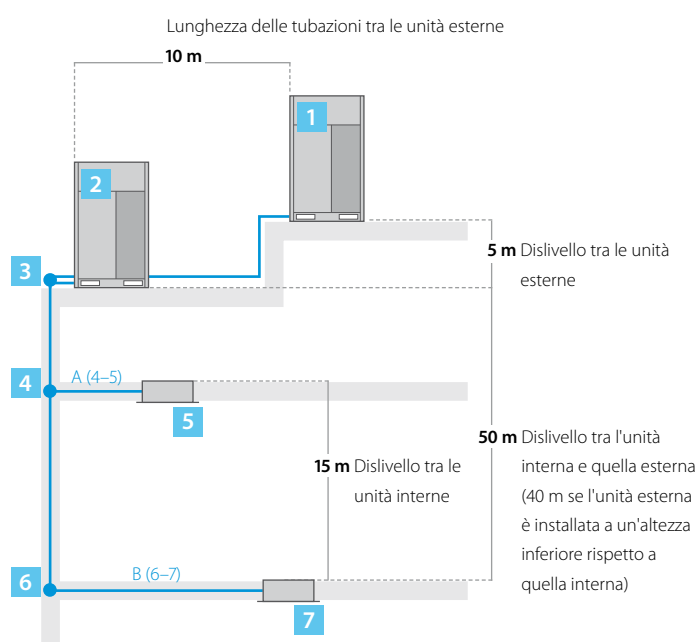 Lunghezza delle tubazioni tra le unità esterne
10 m
1
2
5 m Dislivello tra le unità
esterne
3
4
A (4–5)
5
50 m Dislivello tra l'unità
interna e quella esterna
(40 m se l'unità esterna
è installata a un'altezza
inferiore rispetto a
quella interna)
15 m Dislivello tra le
unità interne
6
B (6–7)
7